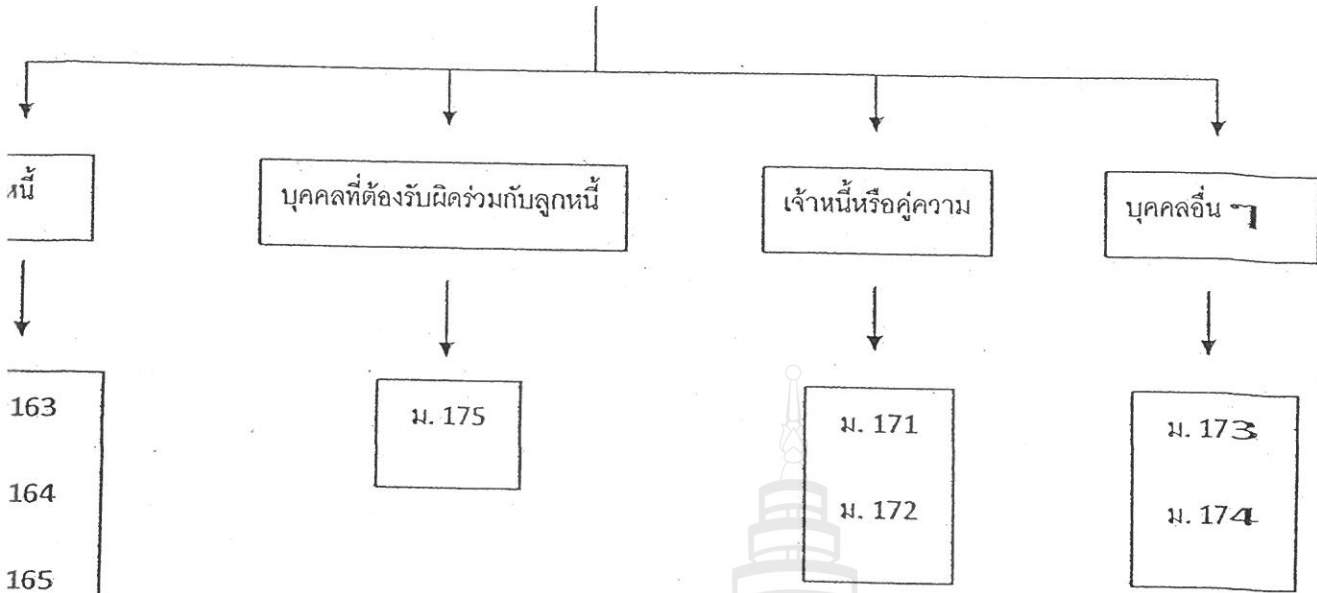 หนี้
บุคคลที่ต้องรับผิดร่วมกับลูกหนี้
เจ้าหนี้หรือคู่ความ
บุคคลอื่น ๆ
163
164
165
ม. 175
ม. 171
ม. 172
ม. 173
ม. 174